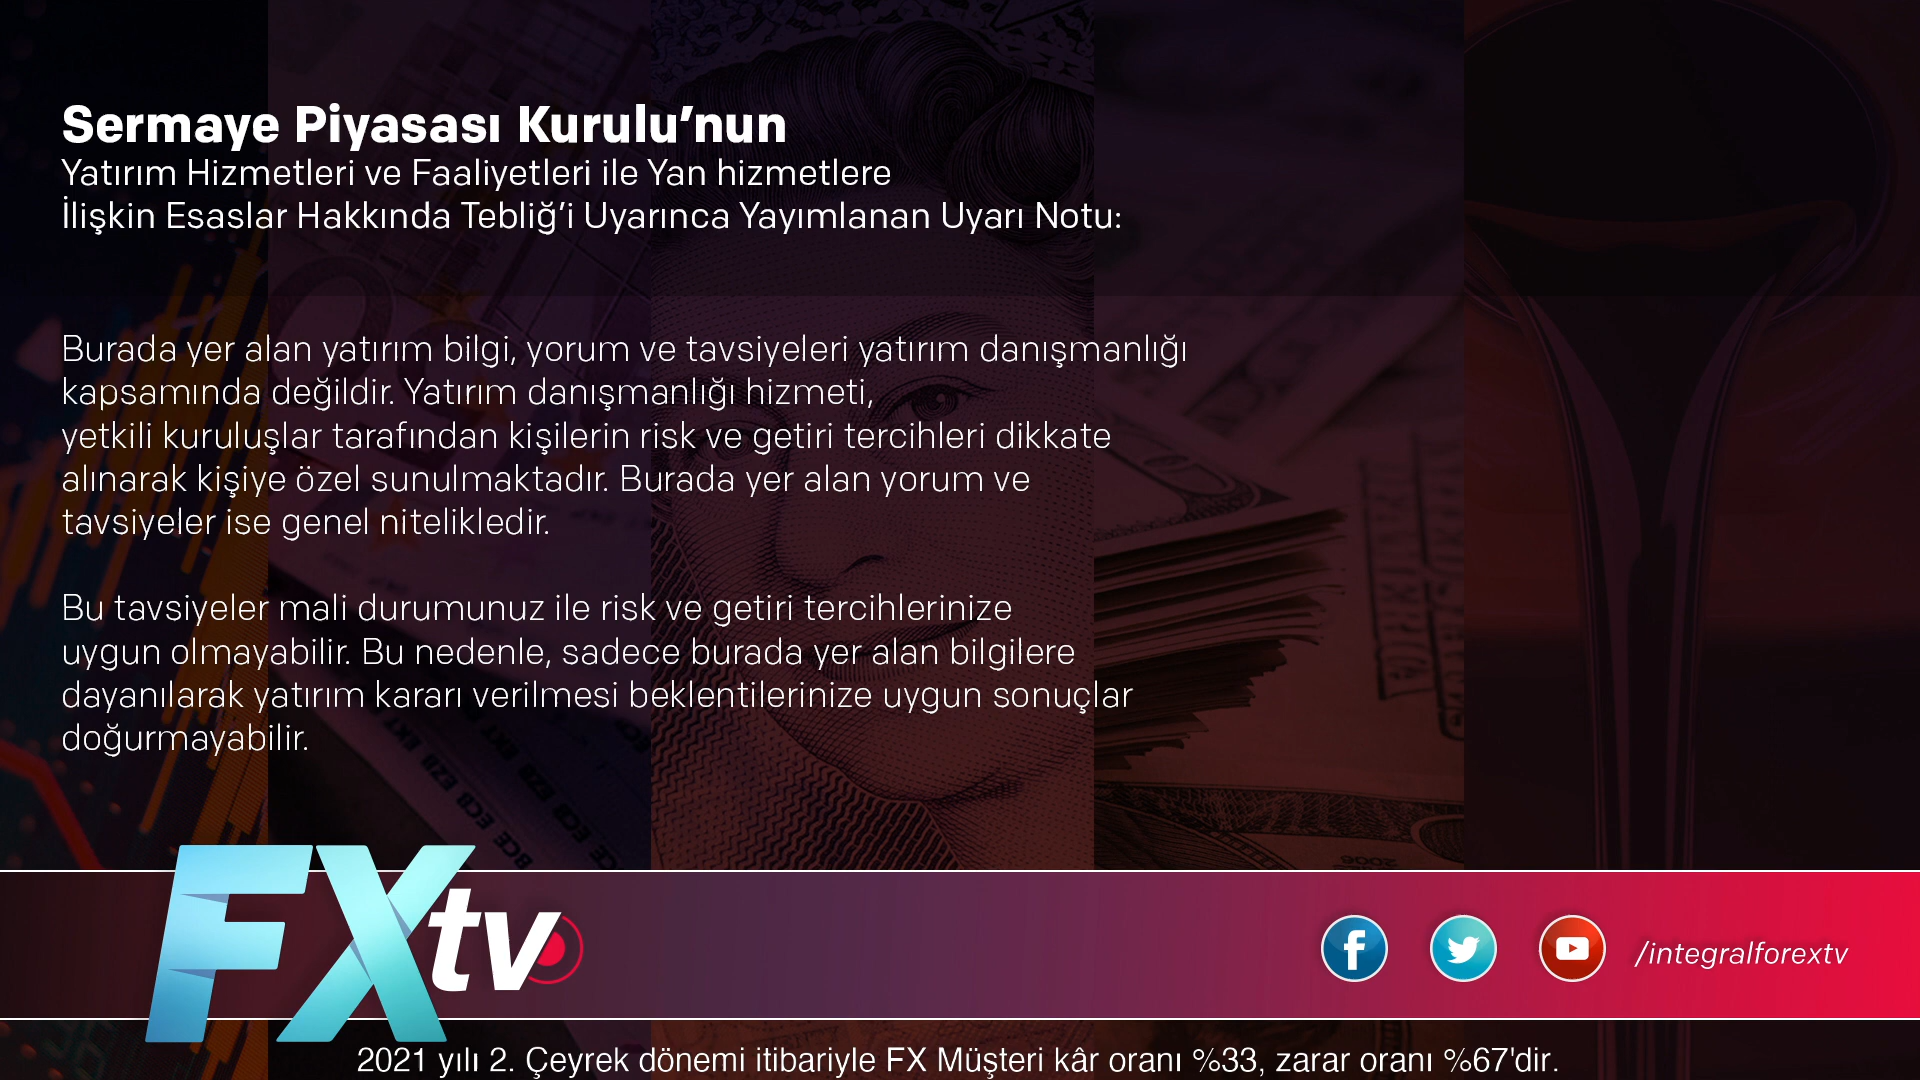 Sermaye Piyasası Kurulu’nun
Yatırım Hizmetleri ve Faaliyetleri ile Yan hizmetlere
İlişkin Esaslar Hakkında Tebliğ’i Uyarınca Yayımlanan Uyarı Notu:
Burada yer alan yatırım bilgi, yorum ve tavsiyeleri yatırım danışmanlığı
kapsamında değildir. Yatırım danışmanlığı hizmeti,
yetkili kuruluşlar tarafından kişilerin risk ve getiri tercihleri dikkate
alınarak kişiye özel sunulmaktadır. Burada yer alan yorum ve
tavsiyeler ise genel nitelikledir.
Bu tavsiyeler mali durumunuz ile risk ve getiri tercihlerinize
uygun olmayabilir. Bu nedenle, sadece burada yer alan bilgilere
dayanılarak yatırım kararı verilmesi beklentilerinize uygun sonuçlar
doğurmayabilir.
BCE ECB EZB EKT
FXtv
/integralforextv
2021 yılı 2. Çeyrek dönemi itibariyle FX Müşteri kâr oranı %33, zarar oranı %67'dir.